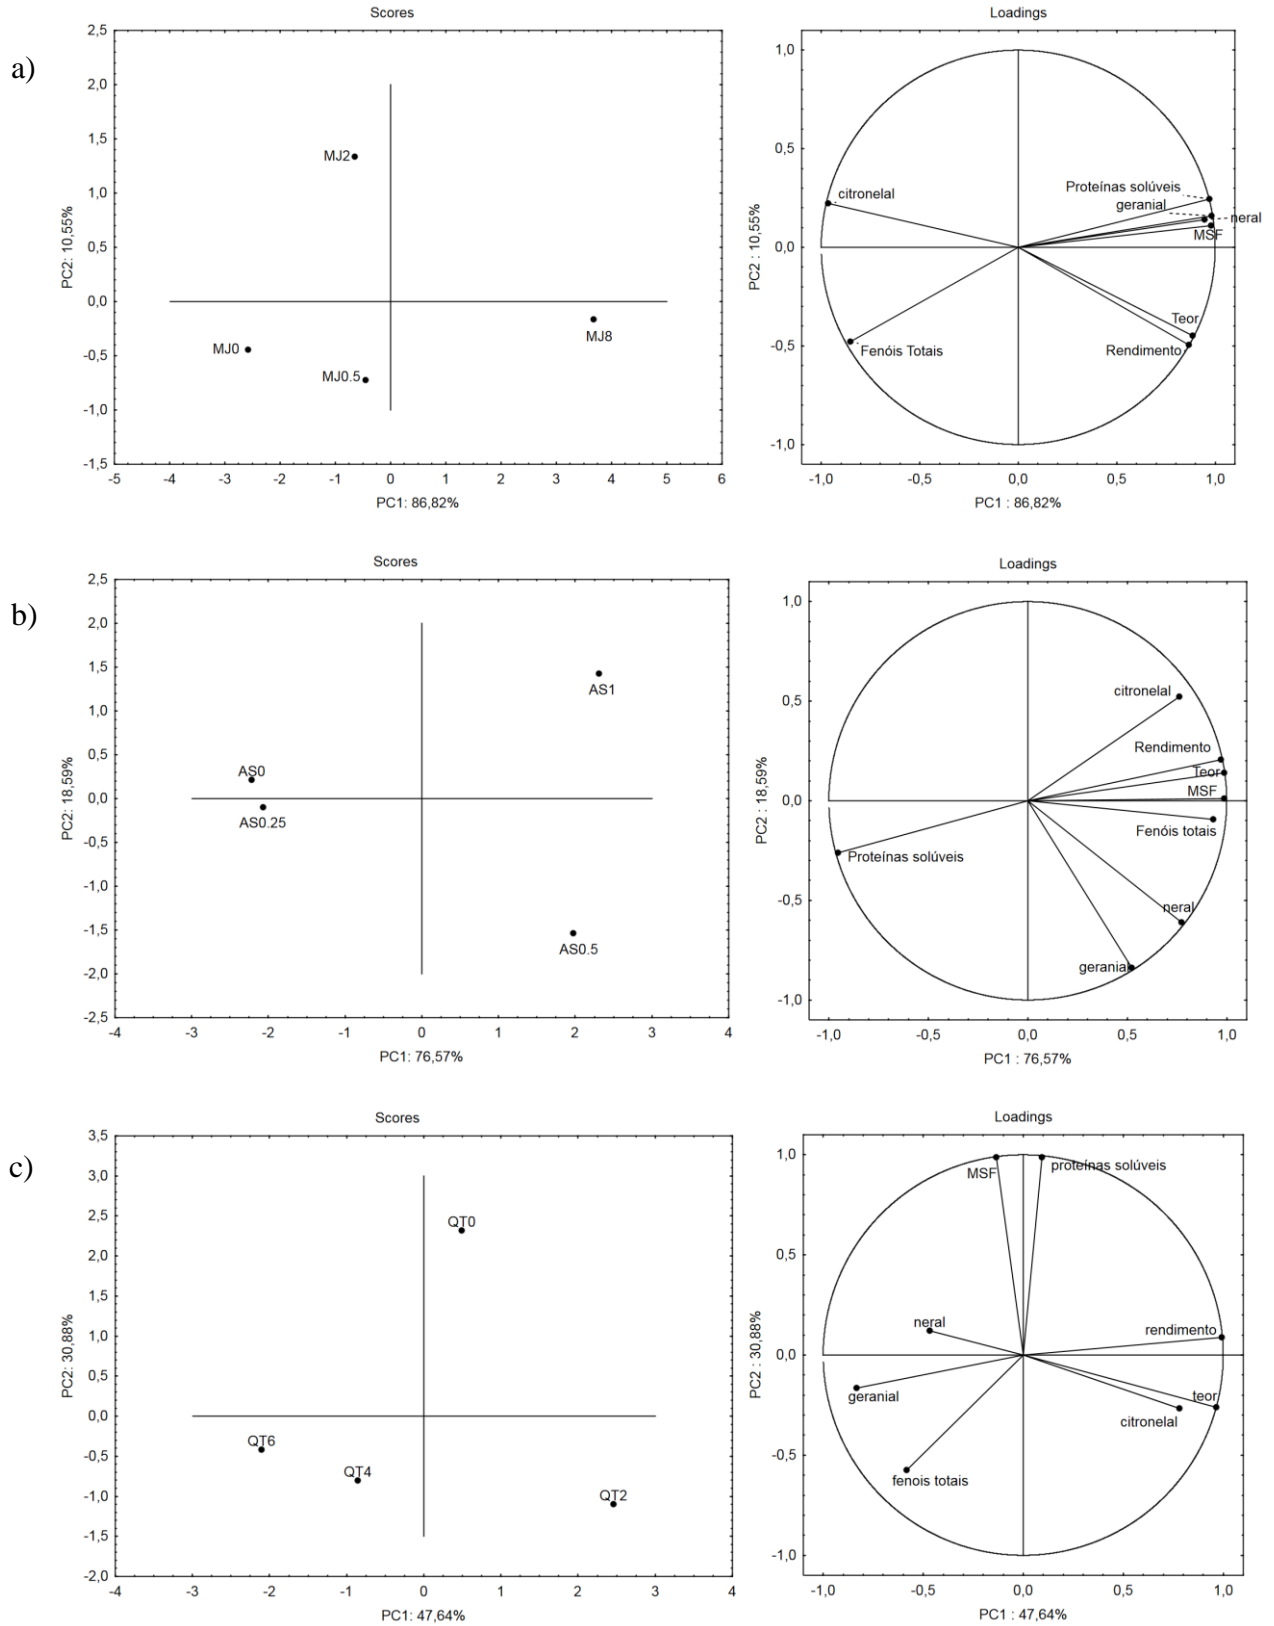 a)
Scores
2,5
2,0
1,5
1,0
0,5
0,0
-0,5
-1,0
-1,5
PC2: 10,55%
MJ2
MJ0
MJ0.5
MJ8
-5 -4 -3 -2 -1 0 1 2 3 4 5 6
PC1: 86,82%
Loadings
1,0
0,5
0,0
-0,5
-1,0
PC2 : 10,55%
citronelal
Proteínas solúveis
geranial
neral
MSF
Teor
Rendimento
Fenóis Totais
-1,0 -0,5 0,0 0,5 1,0
PC1 : 86,82%
b)
Scores
2,5
2,0
1,5
1,0
0,5
0,0
-0,5
-1,0
-1,5
-2,0
-2,5
PC2: 18,59%
AS1
AS0
AS0.25
AS0.5
-4 -3 -2 -1 0 1 2 3 4
PC1: 76,57%
Loadings
1,0
0,5
0,0
-0,5
-1,0
PC2 : 18,59%
citronelal
Rendimento
Teor
MSF
Fenóis totais
Proteínas solúveis
neral
geranial
-1,0 -0,5 0,0 0,5 1,0
PC1 : 76,57%
c)
Scores
3,5
3,0
2,5
2,0
1,5
1,0
0,5
0,0
-0,5
-1,0
-1,5
-2,0
PC2: 30,88%
QT0
QT6
QT4
QT2
-4 -3 -2 -1 0 1 2 3 4
PC1: 47,64%
Loadings
1,0
0,5
0,0
-0,5
-1,0
PC2 : 30,88%
MSF
proteínas solúveis
neral
rendimento
geranial
teor
citronelal
fenois totais
-1,0 -0,5 0,0 0,5 1,0
PC1 : 47,64%